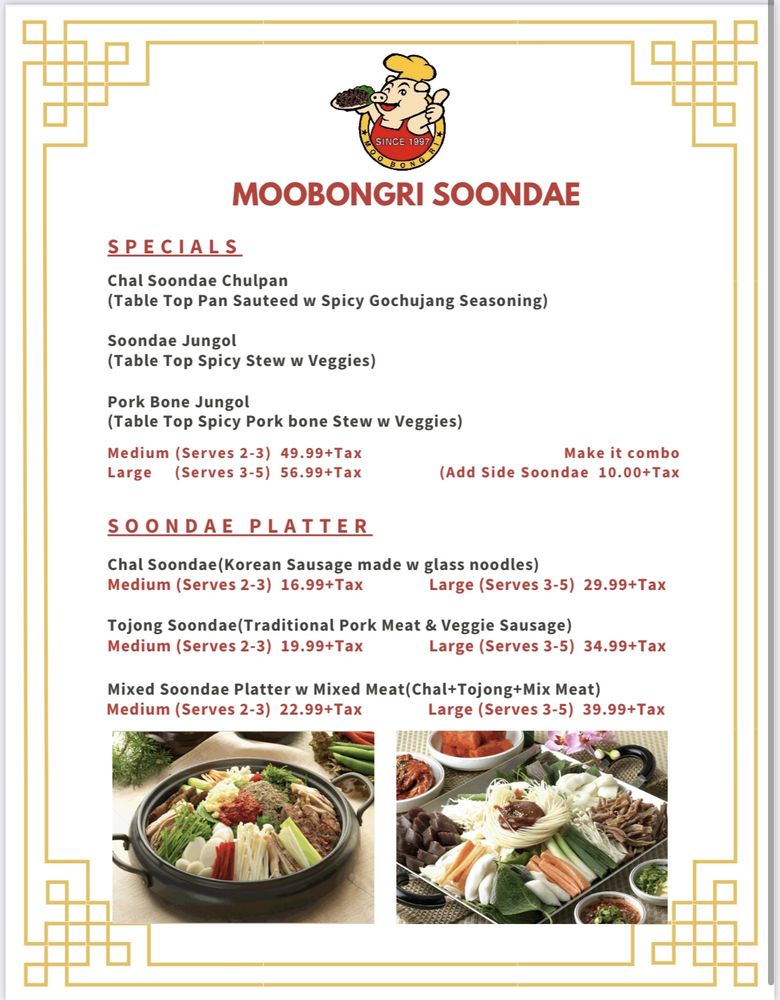 SINCE 1997
MOO BONG RI
MOOBONGRI SOONDAE
SPECIALS
Chal Soondae Chulpan
(Table Top Pan Sauteed w Spicy Gochujang Seasoning)
Soondae Jungol
(Table Top Spicy Stew w Veggies)
Pork Bone Jungol
(Table Top Spicy Pork bone Stew w Veggies)
Medium (Serves 2-3) 49.99+Tax
Large (Serves 3-5) 56.99+Tax
Make it combo
(Add Side Soondae 10.00+Tax
SOONDAE PLATTER
Chal Soondae(Korean Sausage made w glass noodles)
Medium (Serves 2-3) 16.99+Tax Large (Serves 3-5) 29.99+Tax
Tojong Soondae(Traditional Pork Meat & Veggie Sausage)
Medium (Serves 2-3) 19.99+Tax Large (Serves 3-5) 34.99+Tax
Mixed Soondae Platter w Mixed Meat(Chal+Tojong+Mix Meat)
Medium (Serves 2-3) 22.99+Tax Large (Serves 3-5) 39.99+Tax